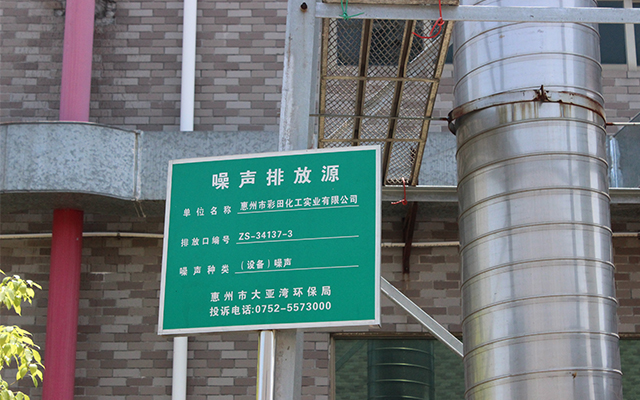 噪声排放源
单位名称 惠州市彩田化工实业有限公司
排放口编号 ZS-34137-3
噪声种类 (设备)噪声
惠州市大亚湾环保局
投诉电话:0752-5573000